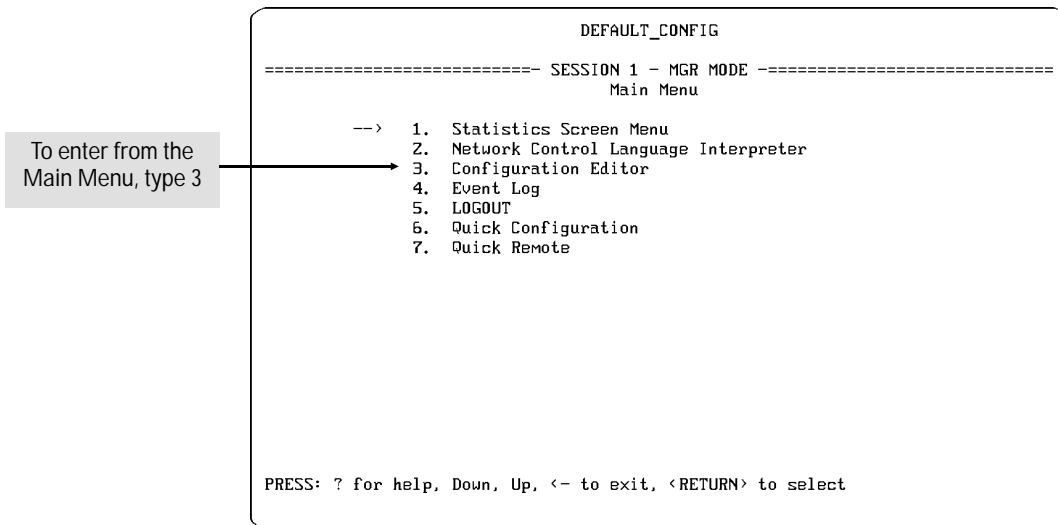 DEFAULT_CONFIG
===========================- SESSION 1 - MGR MODE -=============================
Main Menu
--> 1. Statistics Screen Menu
2. Network Control Language Interpreter
3. Configuration Editor
4. Event Log
5. LOGOUT
6. Quick Configuration
7. Quick Remote
To enter from the
Main Menu, type 3
PRESS: ? for help, Down, Up, <- to exit, <RETURN> to select